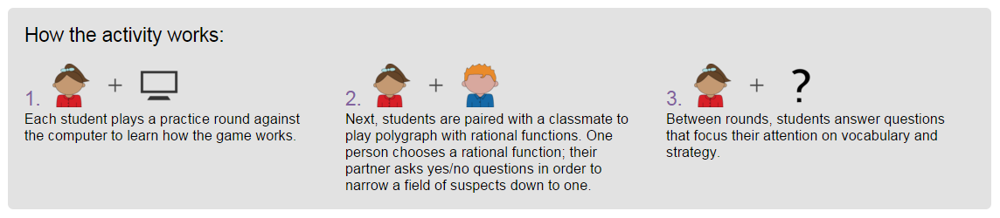 How the activity works:
1.
Each student plays a practice round against
the computer to learn how the game works.
2.
Next, students are paired with a classmate to
play polygraph with rational functions. One
person chooses a rational function; their
partner asks yes/no questions in order to
narrow a field of suspects down to one.
3.
Between rounds, students answer questions
that focus their attention on vocabulary and
strategy.